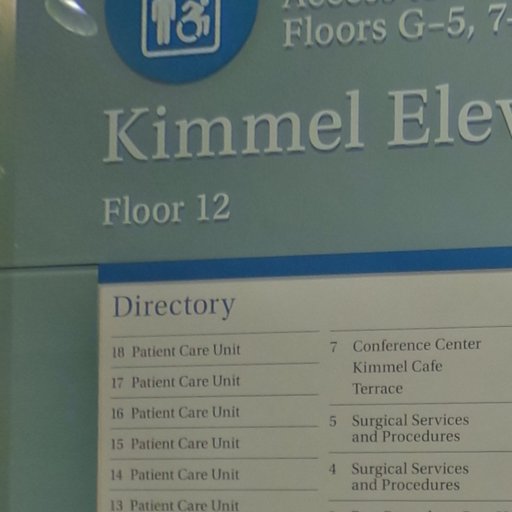 Floors G–5, 7–
Kimmel Elev
Floor 12
Directory
18 Patient Care Unit
17 Patient Care Unit
16 Patient Care Unit
15 Patient Care Unit
14 Patient Care Unit
13 Patient Care Unit
7 Conference Center
Kimmel Cafe
Terrace
5 Surgical Services
and Procedures
4 Surgical Services
and Procedures